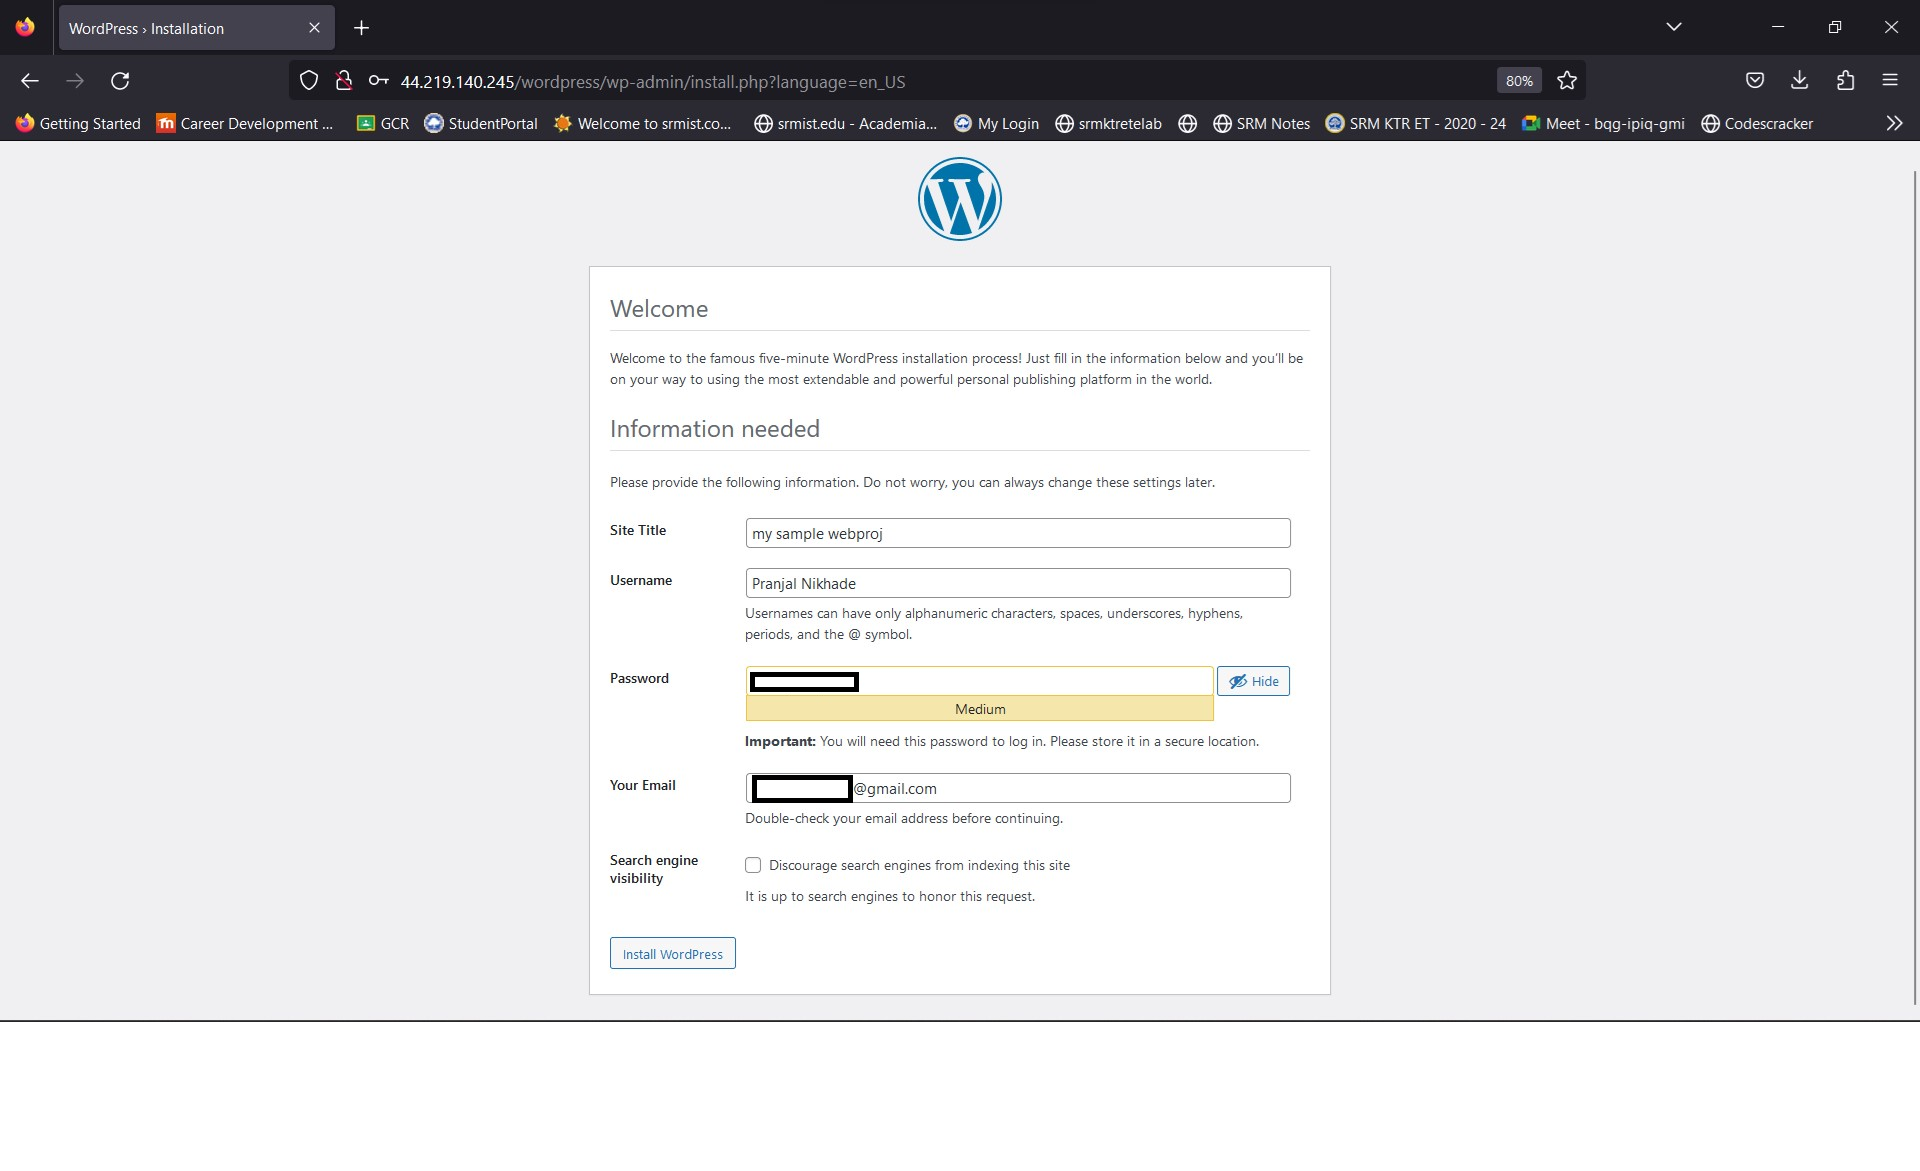 WordPress › Installation
44.219.140.245/wordpress/wp-admin/install.php?language=en_US
80%
Getting Started
Career Development ...
GCR
StudentPortal
Welcome to srmist.co...
srmist.edu - Academia...
My Login
srmktretelab
SRM Notes
SRM KTR ET - 2020 - 24
Meet - bqg-ipiq-gmi
Codescracker
Welcome
Welcome to the famous five-minute WordPress installation process! Just fill in the information below and you'll be
on your way to using the most extendable and powerful personal publishing platform in the world.
Information needed
Please provide the following information. Do not worry, you can always change these settings later.
Site Title
my sample webproj
Username
Pranjal Nikhade
Usernames can have only alphanumeric characters, spaces, underscores, hyphens,
periods, and the @ symbol.
Password
Hide
Medium
Important: You will need this password to log in. Please store it in a secure location.
Your Email
@gmail.com
Double-check your email address before continuing.
Search engine
visibility
Discourage search engines from indexing this site
It is up to search engines to honor this request.
Install WordPress